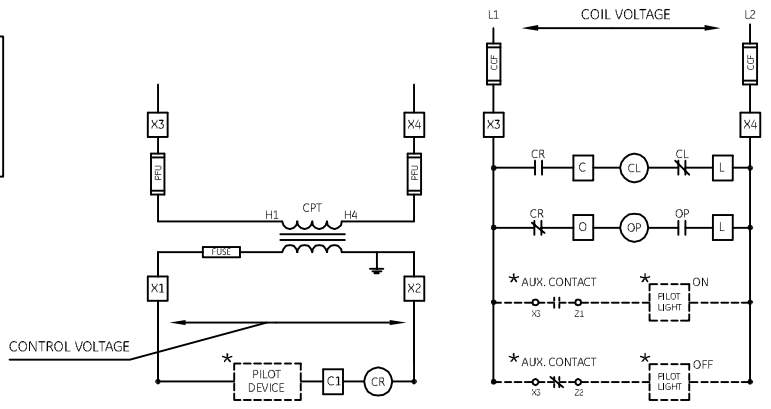 L1 COIL VOLTAGE L2
CCF CCF
X3 X4 X3 X4
PFU PFU
CR CL
C CL L
H1 CPT H4
CR OP
O OP L
FUSE
X1 X2
* AUX. CONTACT * ON
PILOT
LIGHT
X3 Z1
CONTROL VOLTAGE
* AUX. CONTACT * OFF
PILOT
LIGHT
X3 Z2
* PILOT
DEVICE
C1 CR